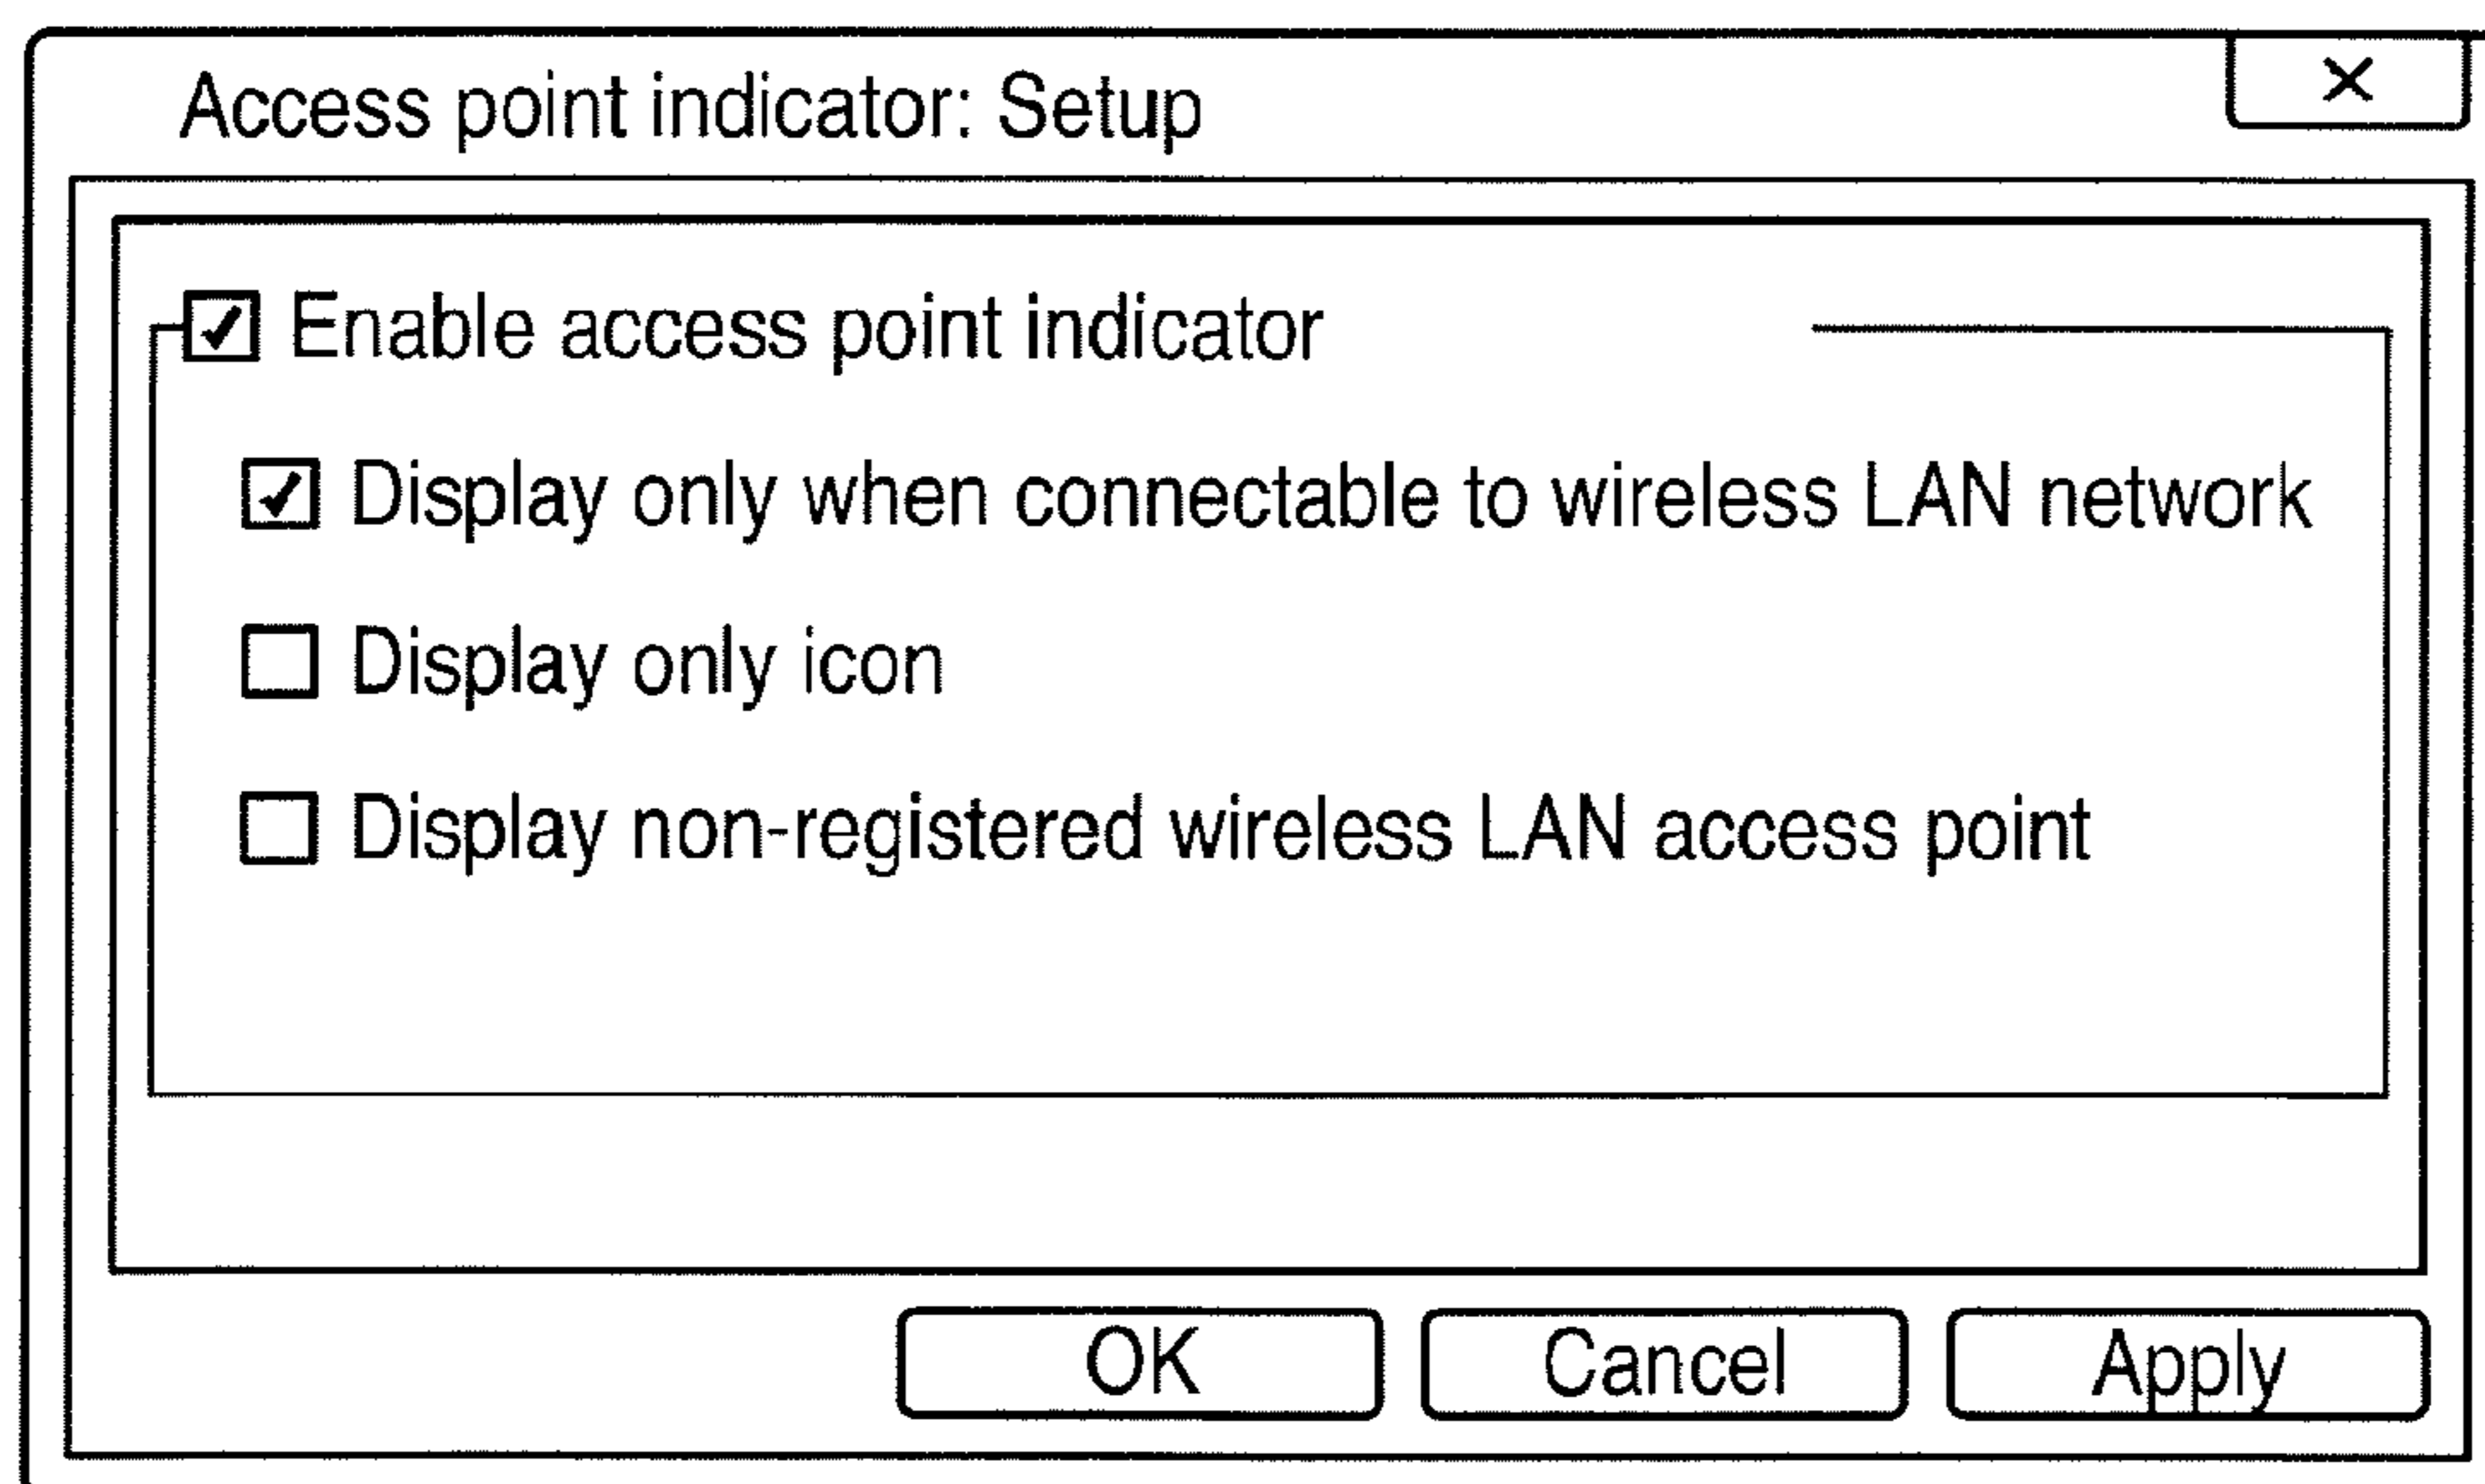 Access point indicator: Setup
×
Enable access point indicator
Display only when connectable to wireless LAN network
Display only icon
Display non-registered wireless LAN access point
OK Cancel Apply